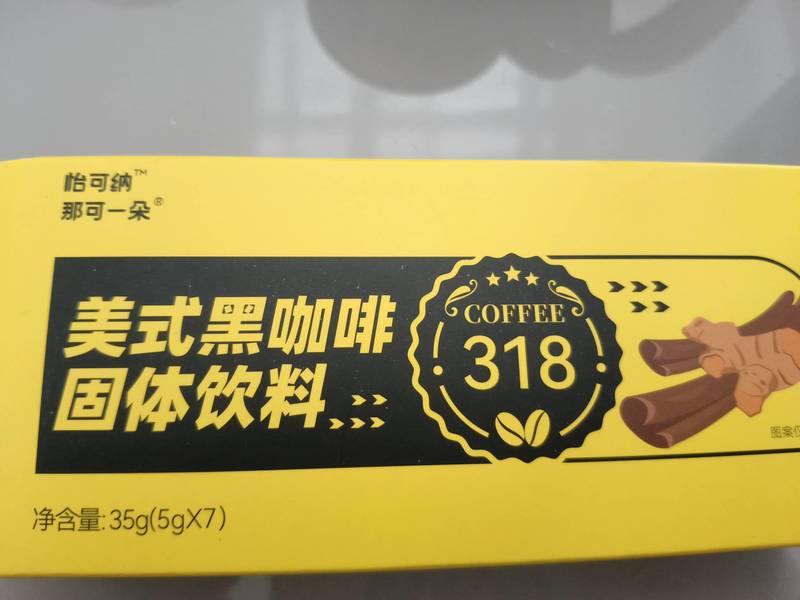 怡可纳™
那可一朵®
美式黑咖啡
固体饮料
COFFEE
318
图案仅
净含量:35g(5gX7)